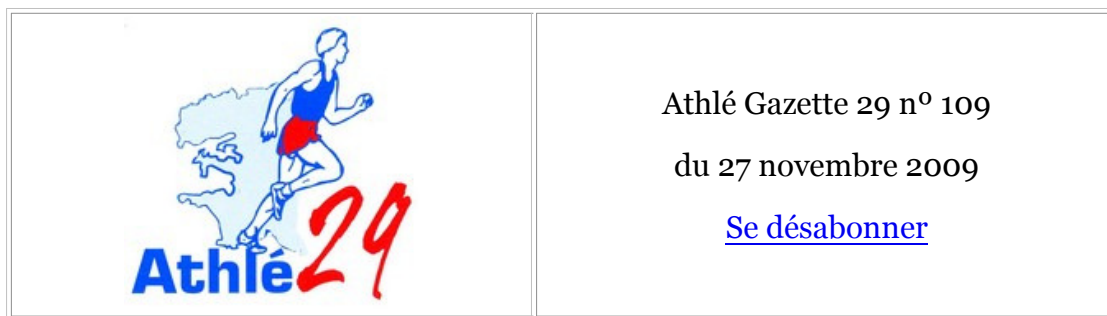 Athlé 29
Athlé Gazette 29 nº 109
du 27 novembre 2009
Se désabonner